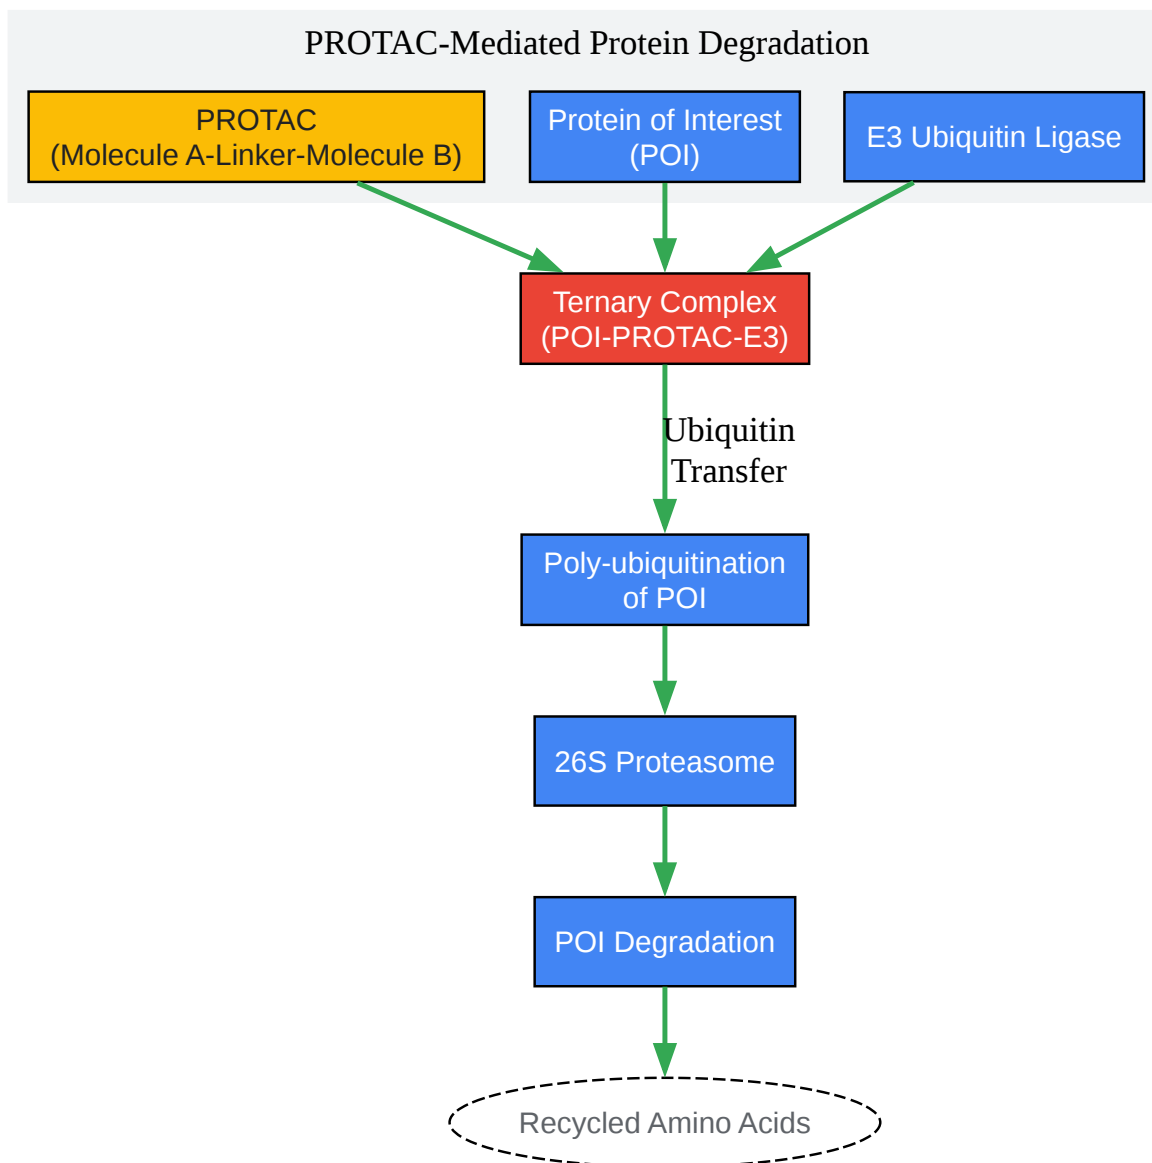 PROTAC-Mediated Protein Degradation
PROTAC
(Molecule A-Linker-Molecule B)
Protein of Interest
(POI)
E3 Ubiquitin Ligase
Ternary Complex
(POI-PROTAC-E3)
Ubiquitin
Transfer
Poly-ubiquitination
of POI
26S Proteasome
POI Degradation
Recycled Amino Acids